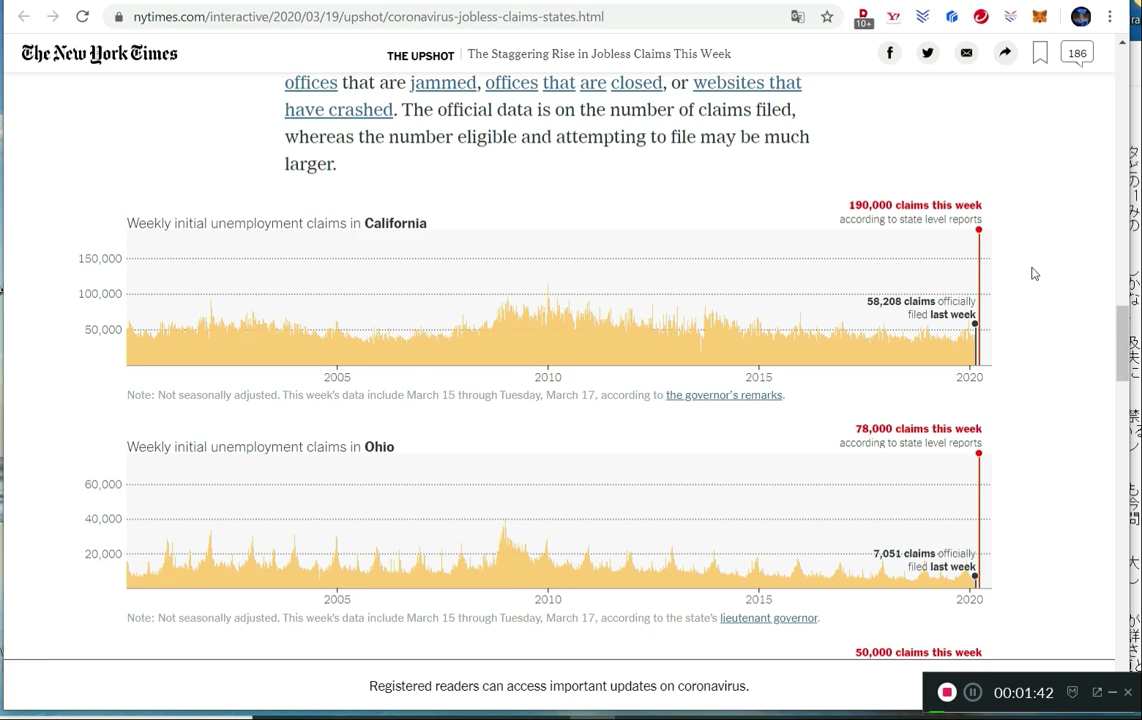 nytimes.com/interactive/2020/03/19/upshot/coronavirus-jobless-claims-states.html
10+
The New York Times
THE UPSHOT | The Staggering Rise in Jobless Claims This Week
186
offices that are jammed, offices that are closed, or websites that
have crashed. The official data is on the number of claims filed,
whereas the number eligible and attempting to file may be much
larger.
Weekly initial unemployment claims in California
190,000 claims this week
according to state level reports
150,000
100,000
50,000
58,208 claims officially
filed last week
2005
2010
2015
2020
Note: Not seasonally adjusted. This week's data include March 15 through Tuesday, March 17, according to the governor's remarks.
Weekly initial unemployment claims in Ohio
78,000 claims this week
according to state level reports
60,000
40,000
20,000
7,051 claims officially
filed last week
2005
2010
2015
2020
Note: Not seasonally adjusted. This week's data include March 15 through Tuesday, March 17, according to the state's lieutenant governor.
50,000 claims this week
Registered readers can access important updates on coronavirus.
00:01:42